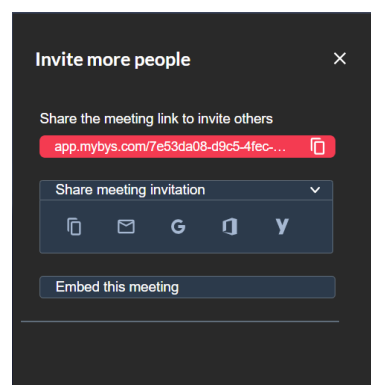 Invite more people
Share the meeting link to invite others
app.mybys.com/7e53da08-d9c5-4fec-...
Share meeting invitation
Embed this meeting